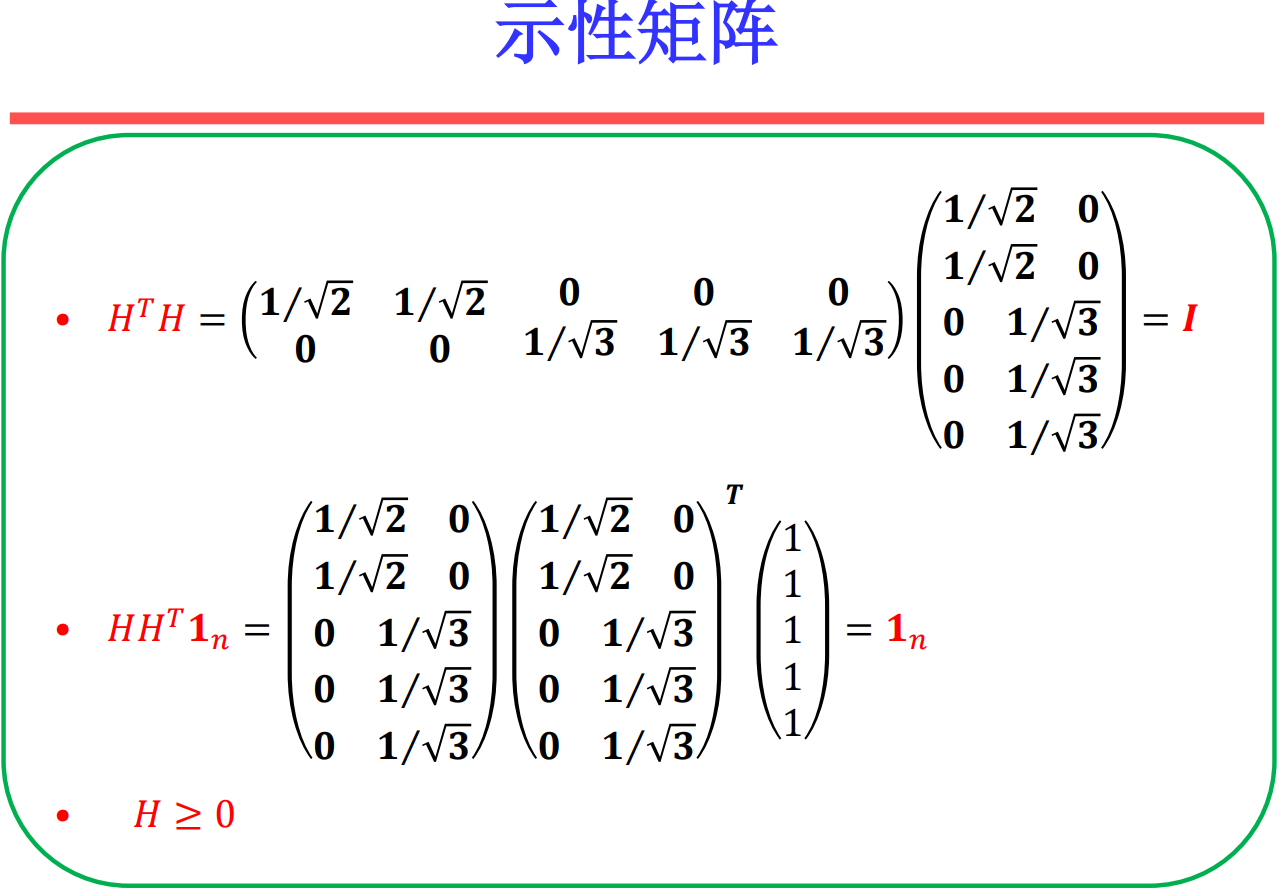 示性矩阵
• $H^T H = \begin{pmatrix} 1/\sqrt{2} & 1/\sqrt{2} & 0 & 0 & 0 \\ 0 & 0 & 1/\sqrt{3} & 1/\sqrt{3} & 1/\sqrt{3} \end{pmatrix} \begin{pmatrix} 1/\sqrt{2} & 0 \\ 1/\sqrt{2} & 0 \\ 0 & 1/\sqrt{3} \\ 0 & 1/\sqrt{3} \\ 0 & 1/\sqrt{3} \end{pmatrix} = I$
• $H H^T \mathbf{1}_n = \begin{pmatrix} 1/\sqrt{2} & 0 \\ 1/\sqrt{2} & 0 \\ 0 & 1/\sqrt{3} \\ 0 & 1/\sqrt{3} \\ 0 & 1/\sqrt{3} \end{pmatrix} \begin{pmatrix} 1/\sqrt{2} & 0 \\ 1/\sqrt{2} & 0 \\ 0 & 1/\sqrt{3} \\ 0 & 1/\sqrt{3} \\ 0 & 1/\sqrt{3} \end{pmatrix}^T \begin{pmatrix} 1 \\ 1 \\ 1 \\ 1 \\ 1 \end{pmatrix} = \mathbf{1}_n$
• $H \geq 0$